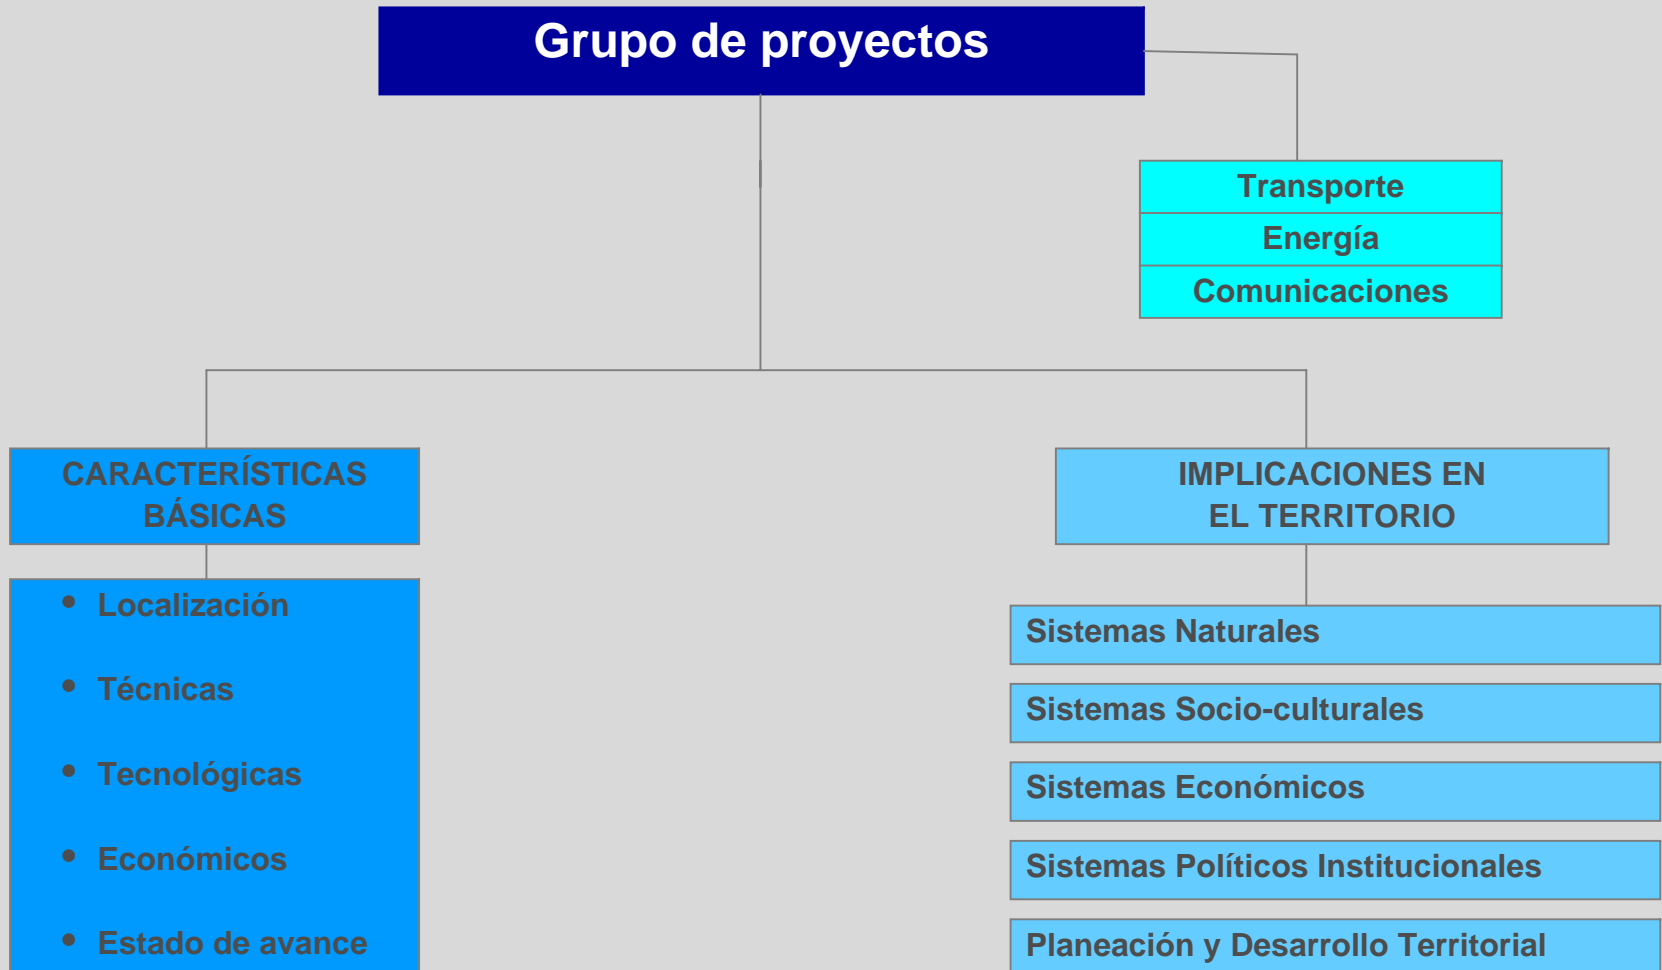 Grupo de proyectos
Transporte
Energía
Comunicaciones
CARACTERÍSTICAS
BÁSICAS
• Localización
• Técnicas
• Tecnológicas
• Económicos
• Estado de avance
IMPLICACIONES EN
EL TERRITORIO
Sistemas Naturales
Sistemas Socio-culturales
Sistemas Económicos
Sistemas Políticos Institucionales
Planeación y Desarrollo Territorial